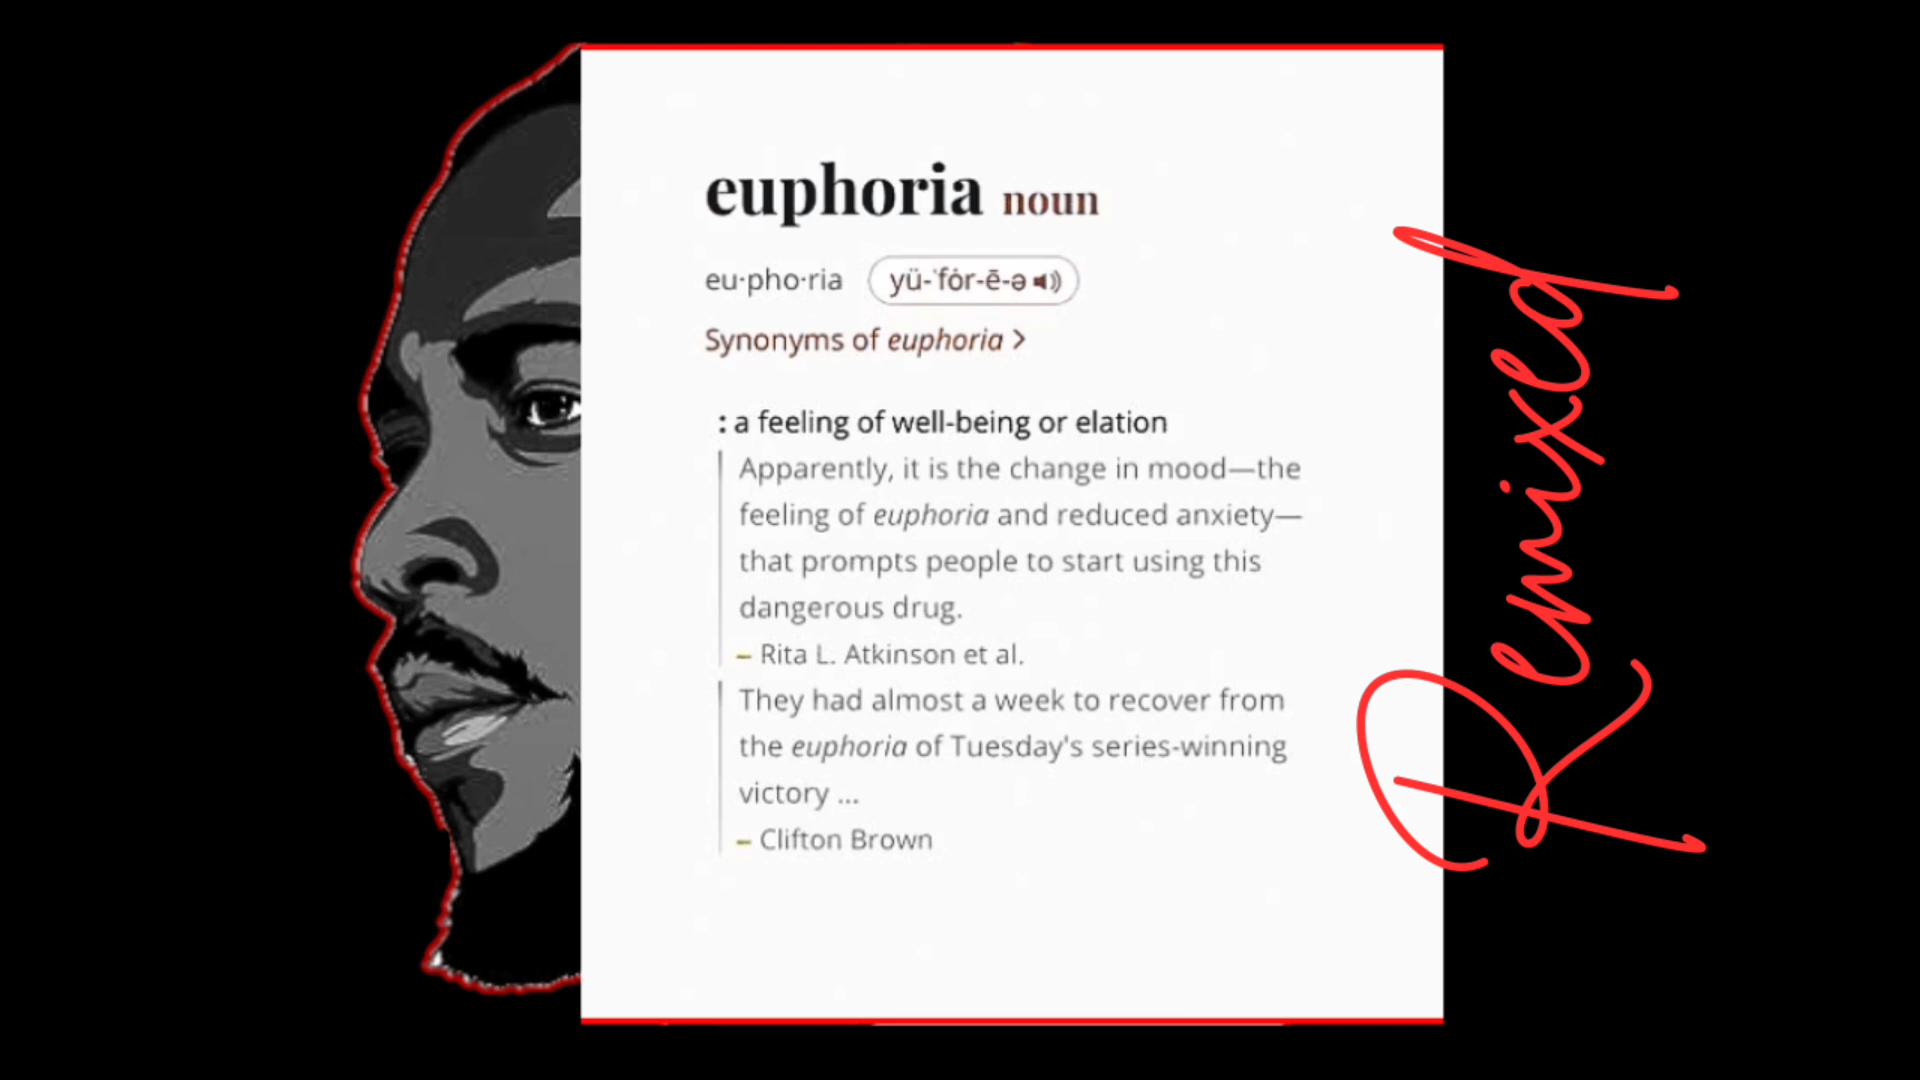 euphoria noun
eu·pho·ria yü-ˈfȯr-ē-ə
Synonyms of euphoria >
: a feeling of well-being or elation
Apparently, it is the change in mood—the
feeling of euphoria and reduced anxiety—
that prompts people to start using this
dangerous drug.
– Rita L. Atkinson et al.
They had almost a week to recover from
the euphoria of Tuesday's series-winning
victory ...
– Clifton Brown
Remixed